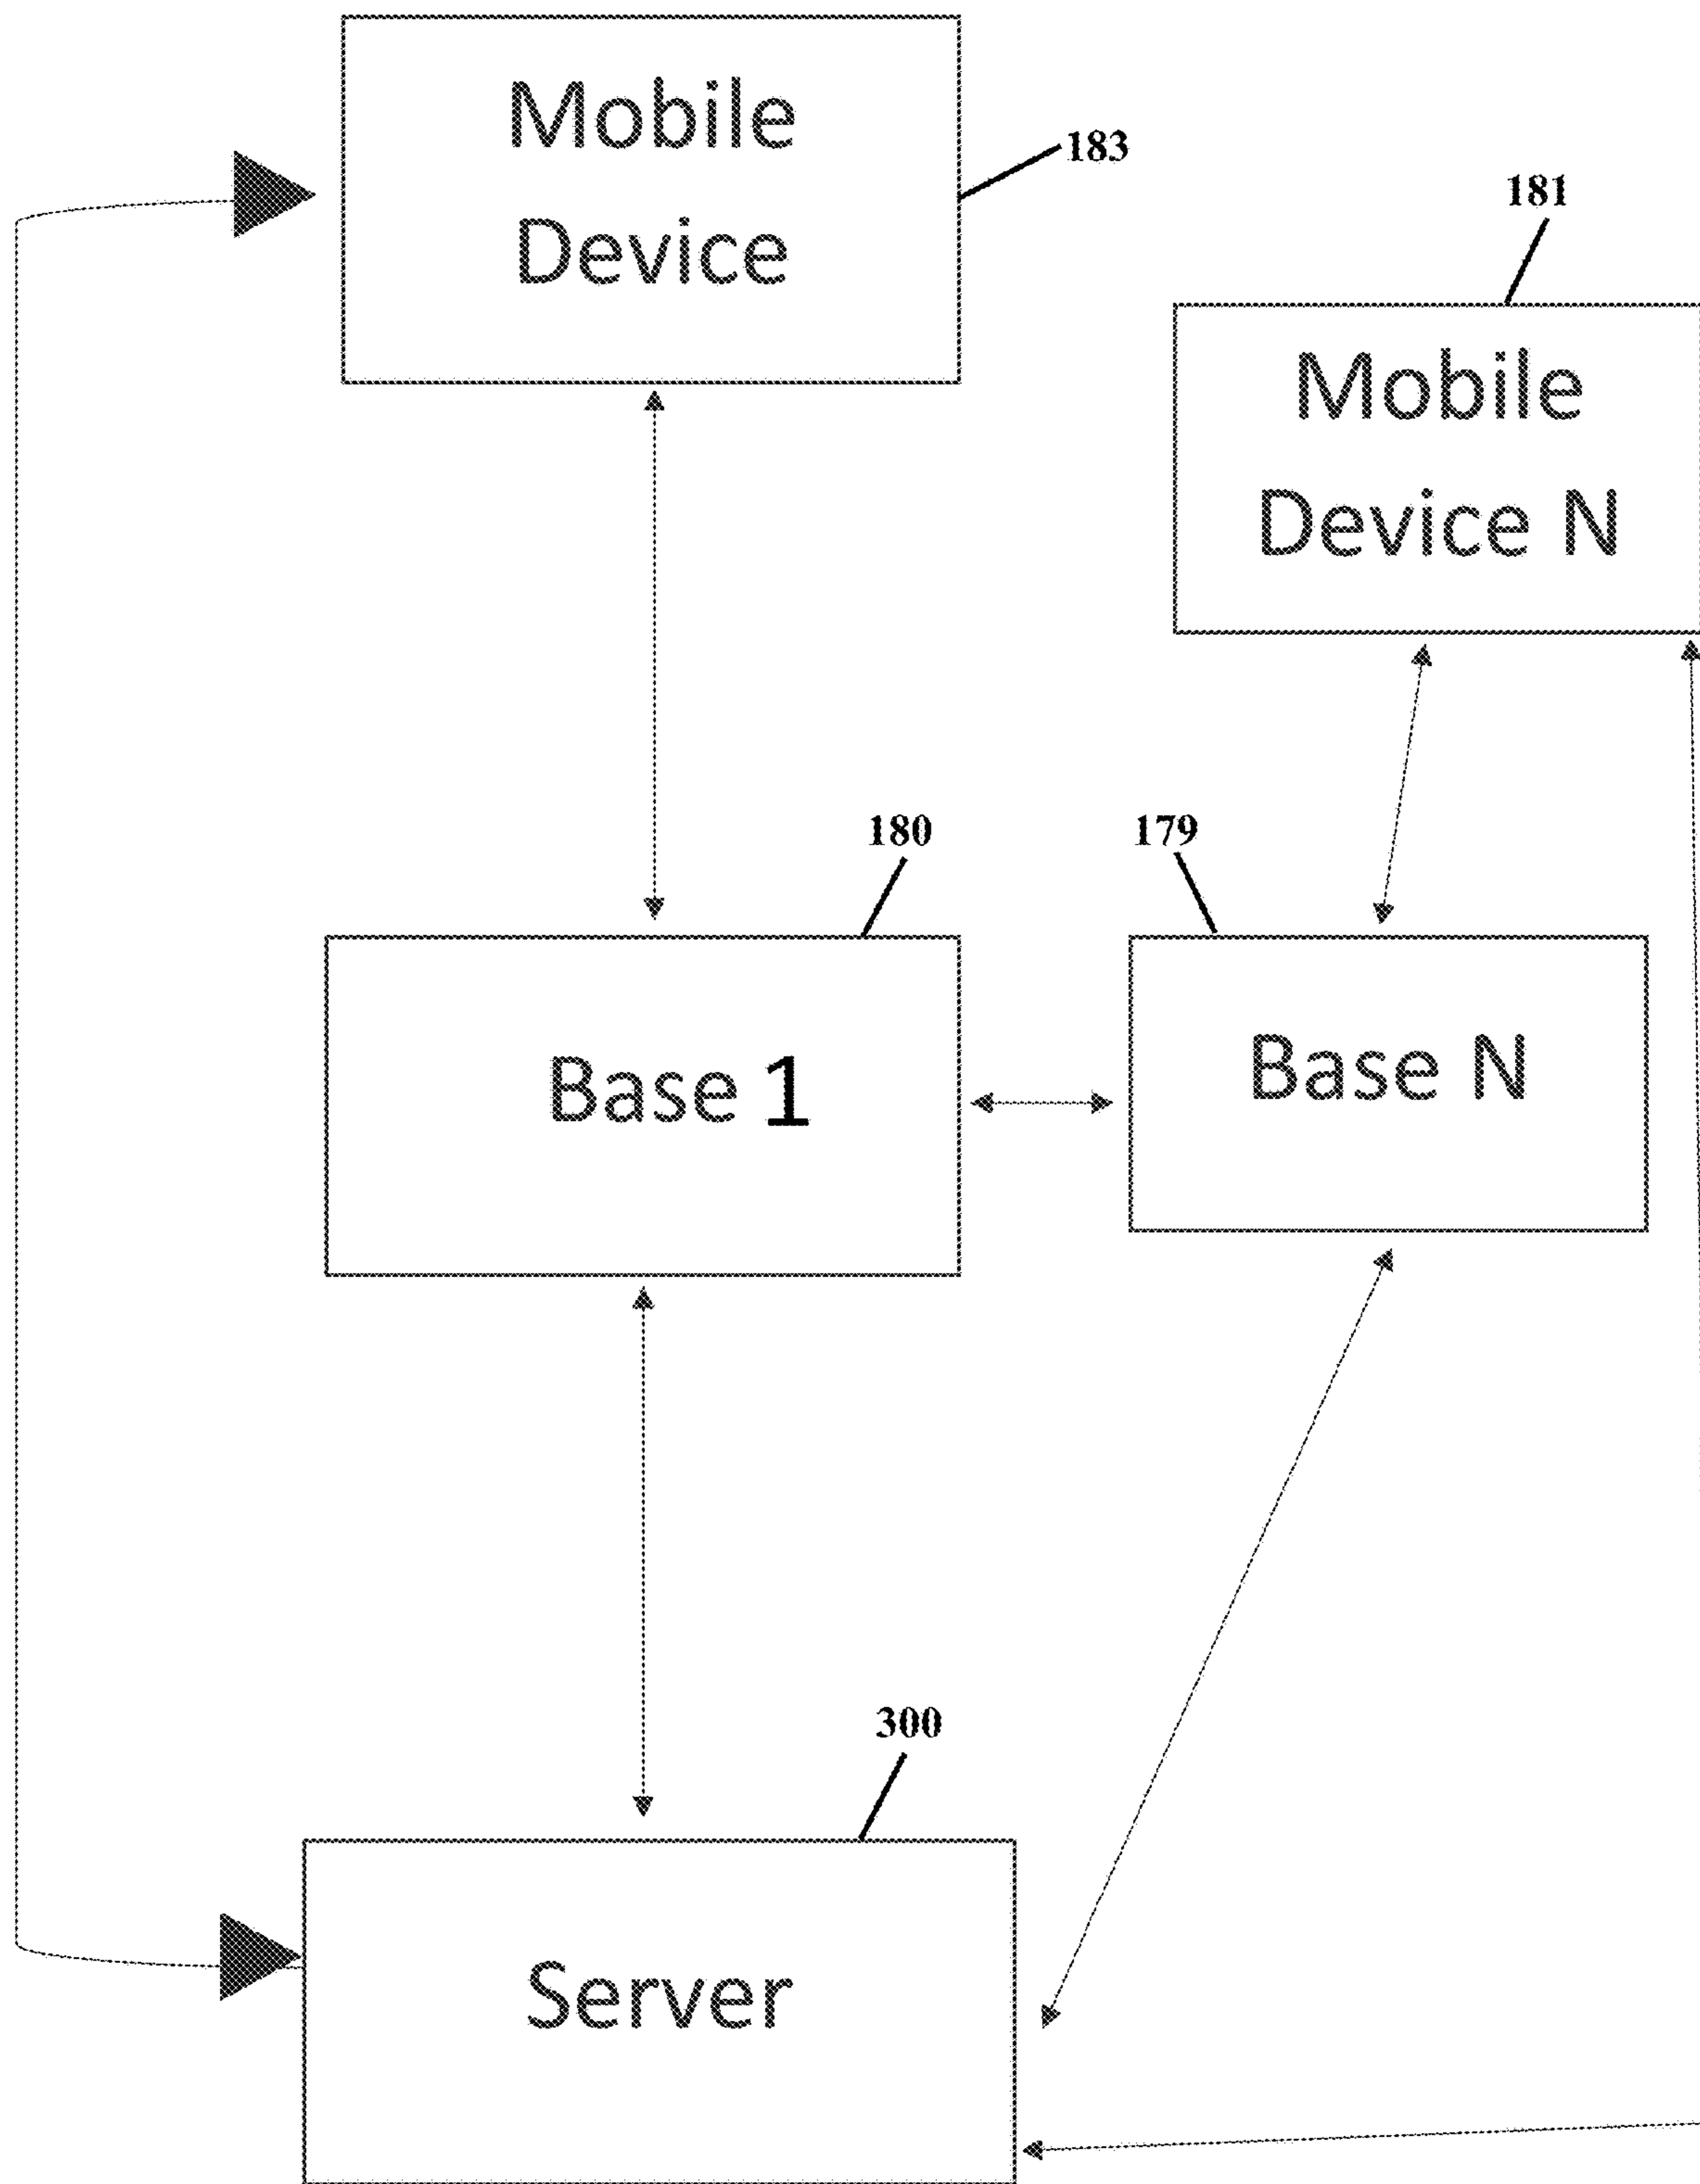 Mobile
Device
183
181
Mobile
Device N
180
179
Base 1
Base N
300
Server